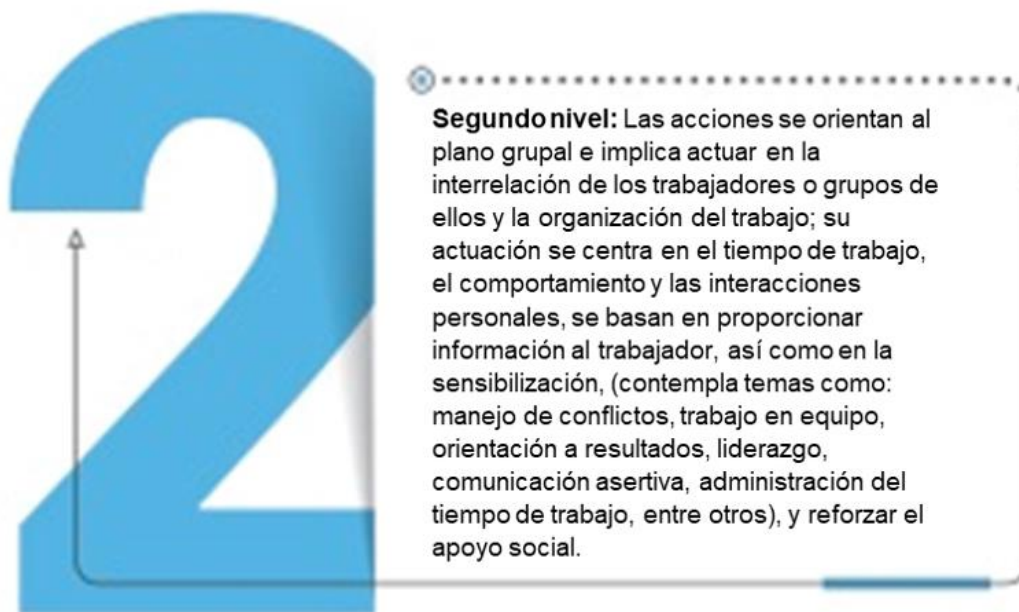 2
Segundo nivel: Las acciones se orientan al
plano grupal e implica actuar en la
interrelación de los trabajadores o grupos de
ellos y la organización del trabajo; su
actuación se centra en el tiempo de trabajo,
el comportamiento y las interacciones
personales, se basan en proporcionar
información al trabajador, así como en la
sensibilización, (contempla temas como:
manejo de conflictos, trabajo en equipo,
orientación a resultados, liderazgo,
comunicación asertiva, administración del
tiempo de trabajo, entre otros), y reforzar el
apoyo social.